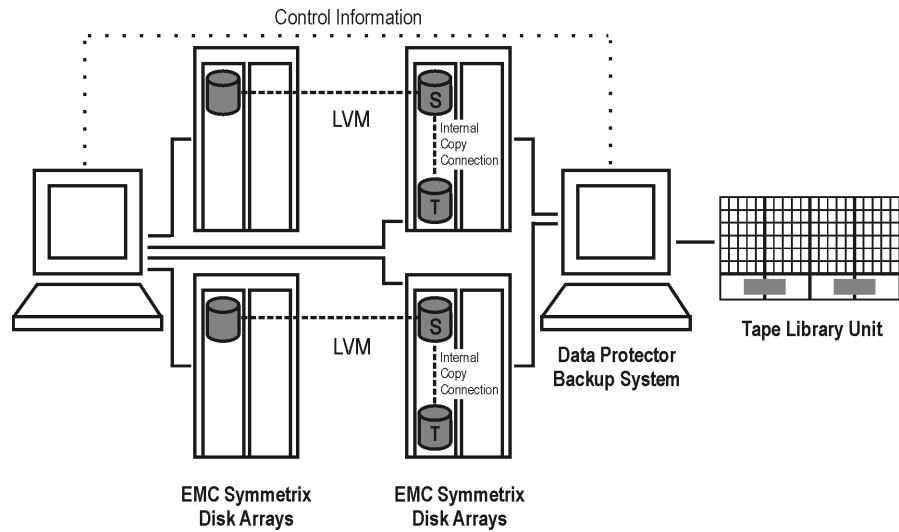 Control Information
S
LVM
Internal
Copy
Connection
T
S
LVM
Internal
Copy
Connection
T
Data Protector
Backup System
Tape Library Unit
EMC Symmetrix
Disk Arrays
EMC Symmetrix
Disk Arrays